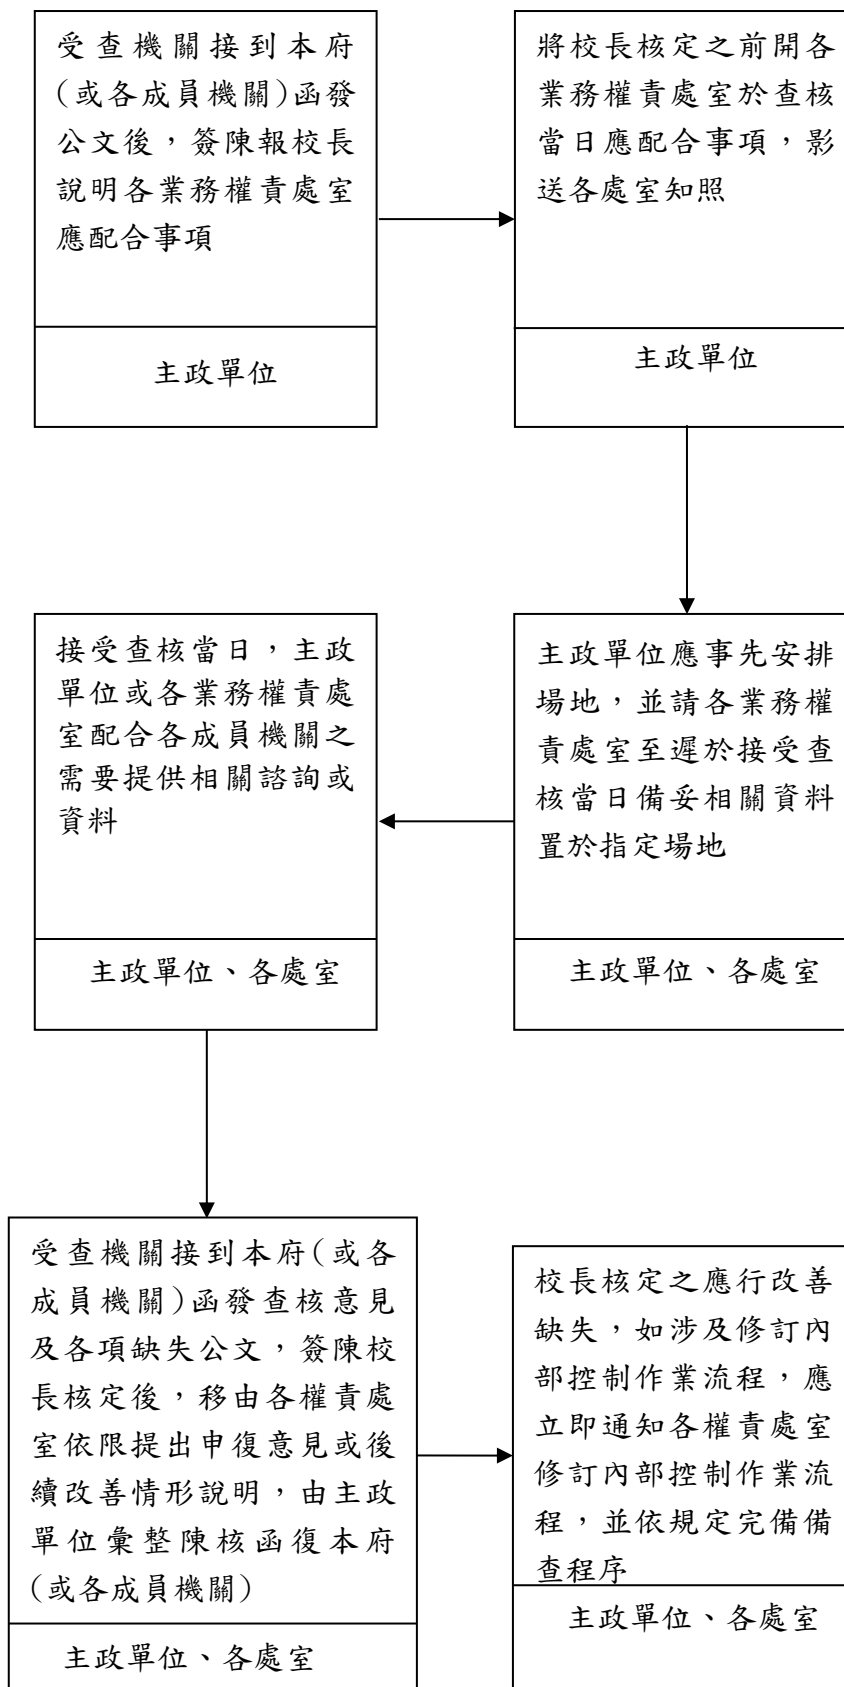 受查機關接到本府
(或各成員機關)函發
公文後，簽陳報校長
說明各業務權責處室
應配合事項
主政單位
將校長核定之前開各
業務權責處室於查核
當日應配合事項，影
送各處室知照
主政單位
主政單位應事先安排
場地，並請各業務權
責處室至遲於接受查
核當日備妥相關資料
置於指定場地
主政單位、各處室
接受查核當日，主政
單位或各業務權責處
室配合各成員機關之
需要提供相關諮詢或
資料
主政單位、各處室
受查機關接到本府(或各
成員機關)函發查核意見
及各項缺失公文，簽陳校
長核定後，移由各權責處
室依限提出申復意見或後
續改善情形說明，由主政
單位彙整陳核函復本府
(或各成員機關)
主政單位、各處室
校長核定之應行改善
缺失，如涉及修訂內
部控制作業流程，應
立即通知各權責處室
修訂內部控制作業流
程，並依規定完備備
查程序
主政單位、各處室